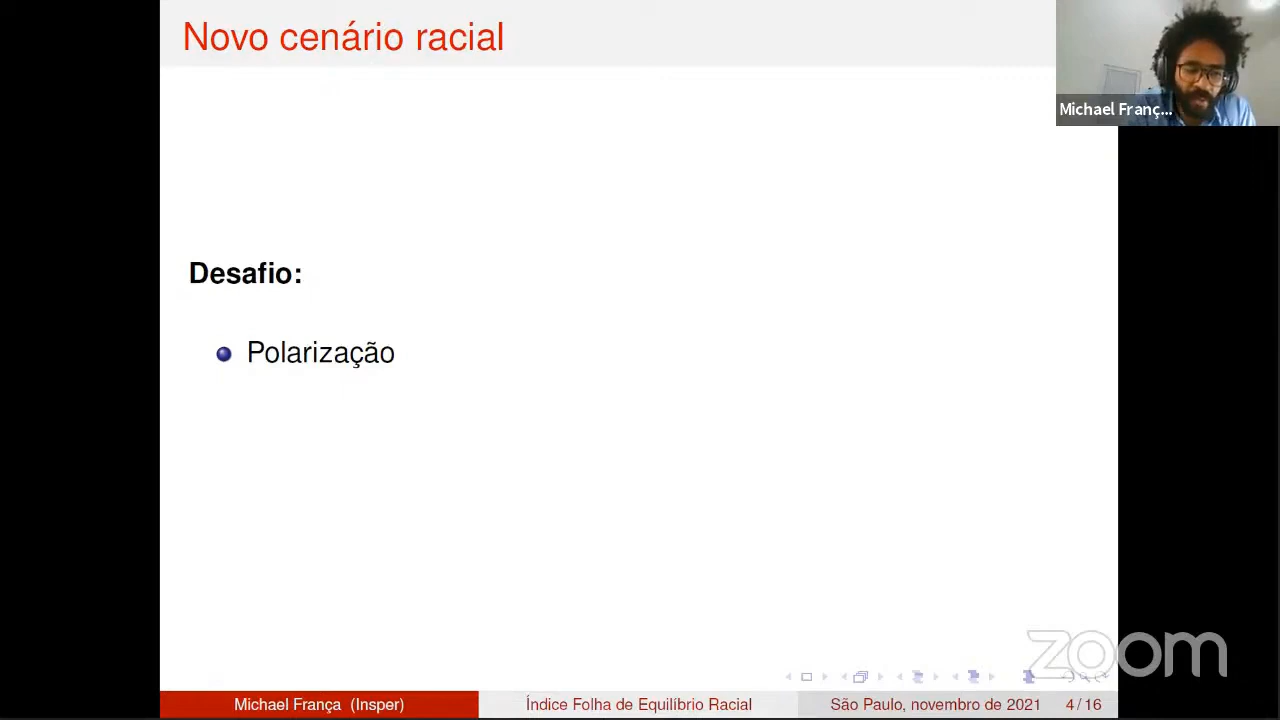 Novo cenário racial
Michael Franç...
Desafio:
Polarização
zoom
Michael França (Insper)
Índice Folha de Equilíbrio Racial
São Paulo, novembro de 2021
4/16